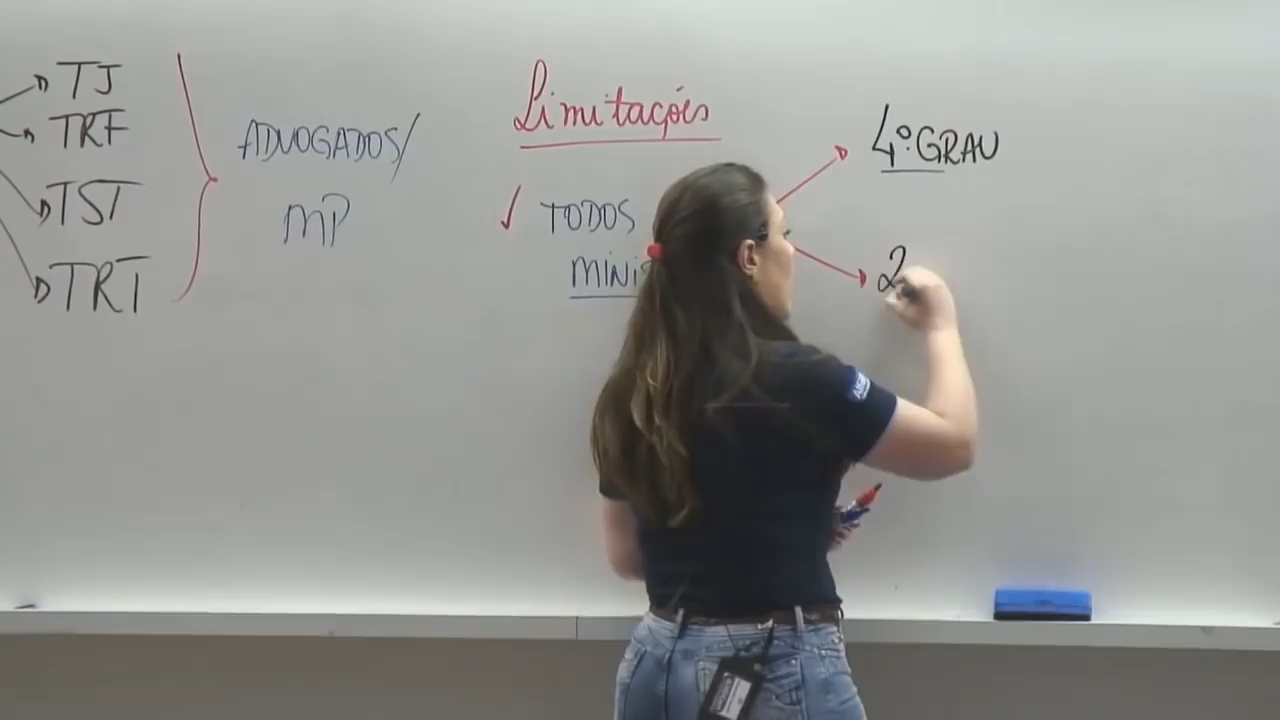 TJ
TRF
TST
TRT
ADVOGADOS/
MP
Limitações
TODOS
4º GRAU
2